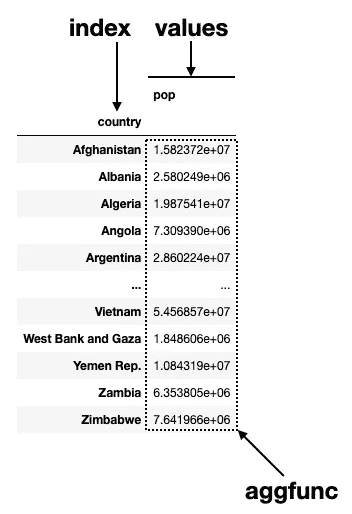 index values
pop
country
Afghanistan 1.582372e+07
Albania 2.580249e+06
Algeria 1.987541e+07
Angola 7.309390e+06
Argentina 2.860224e+07
... ...
Vietnam 5.456857e+07
West Bank and Gaza 1.848606e+06
Yemen Rep. 1.084319e+07
Zambia 6.353805e+06
Zimbabwe 7.641966e+06
aggfunc